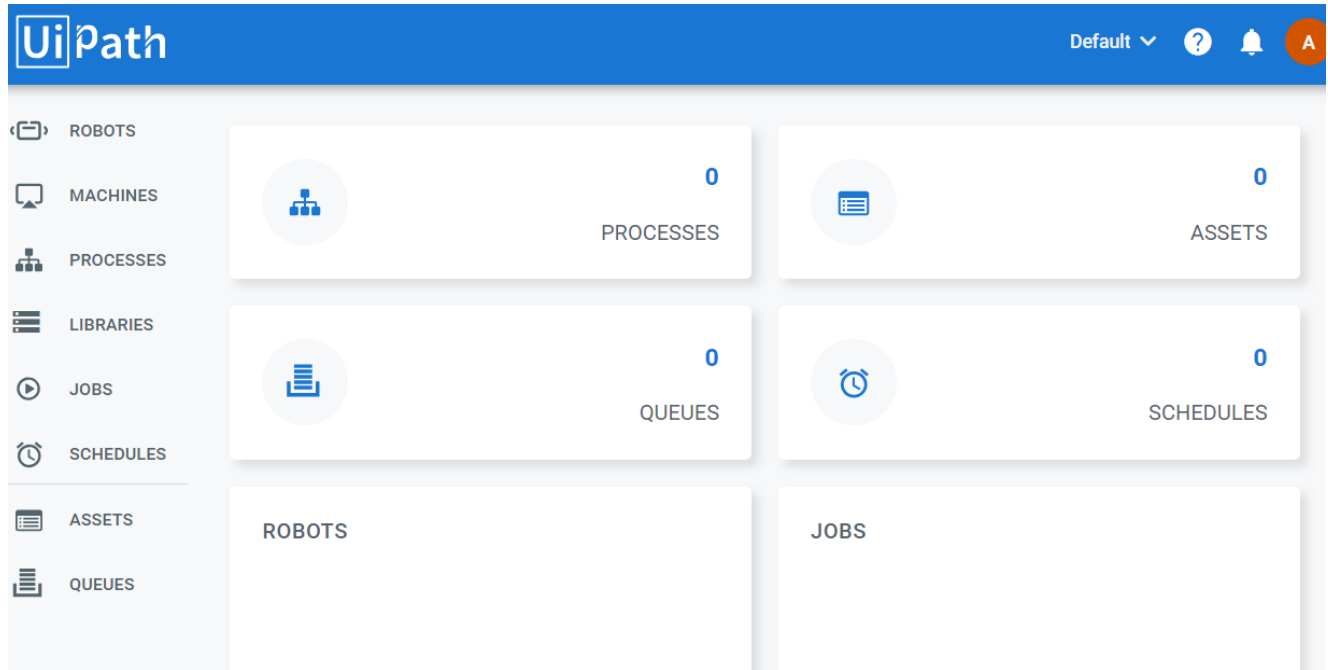 UiPath
Default
A
ROBOTS
MACHINES
PROCESSES
LIBRARIES
JOBS
SCHEDULES
ASSETS
QUEUES
0
PROCESSES
0
ASSETS
0
QUEUES
0
SCHEDULES
ROBOTS
JOBS